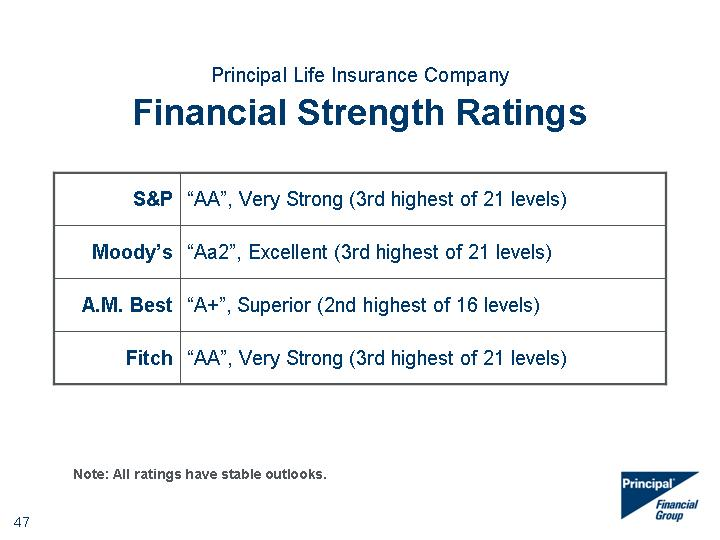 Principal Life Insurance Company
Financial Strength Ratings
S&P “AA”, Very Strong (3rd highest of 21 levels)
Moody’s “Aa2”, Excellent (3rd highest of 21 levels)
A.M. Best “A+”, Superior (2nd highest of 16 levels)
Fitch “AA”, Very Strong (3rd highest of 21 levels)
Note: All ratings have stable outlooks.
Principal
Financial
Group
47